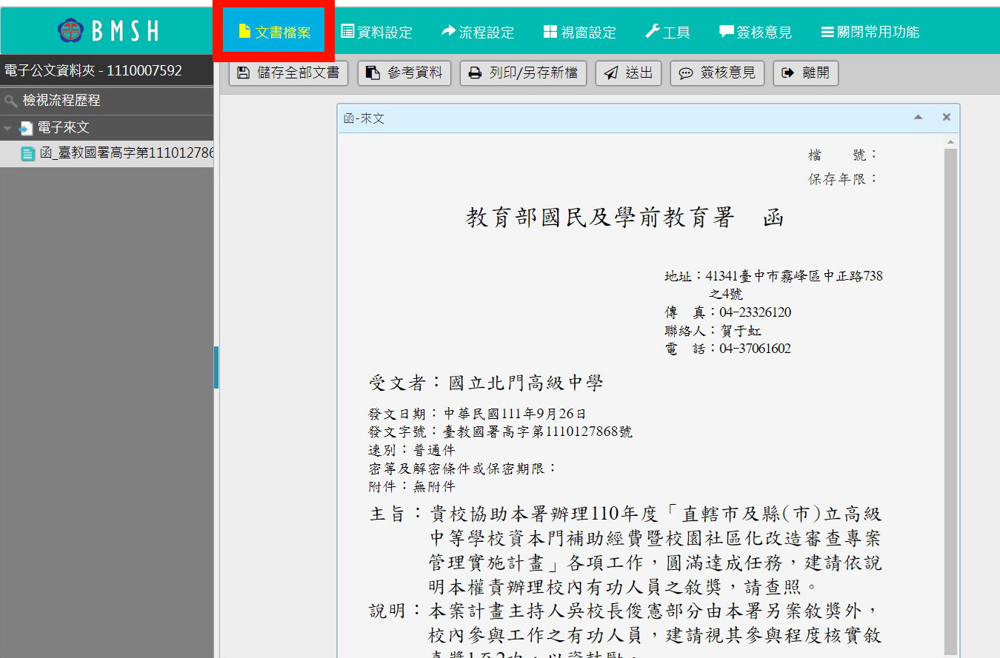 BMSH
文書檔案 資料設定 流程設定 視窗設定 工具 簽核意見 關閉常用功能
電子公文資料夾 - 1110007592
儲存全部文書 參考資料 列印/另存新檔 送出 簽核意見 離開
檢視流程歷程
電子來文
函_臺教國署高字第111012786
函-來文
檔 號：
保存年限：
教育部國民及學前教育署 函
地址：41341臺中市霧峰區中正路738
之4號
傳 真：04-23326120
聯絡人：賀于虹
電 話：04-37061602
受文者：國立北門高級中學
發文日期：中華民國111年9月26日
發文字號：臺教國署高字第1110127868號
速別：普通件
密等及解密條件或保密期限：
附件：無附件
主旨：貴校協助本署辦理110年度「直轄市及縣(市)立高級
中等學校資本門補助經費暨校園社區化改造審查專案
管理實施計畫」各項工作，圓滿達成任務，建請依說
明本權責辦理校內有功人員之敘獎，請查照。
說明：本案計畫主持人吳校長俊憲部分由本署另案敘獎外，
校內參與工作之有功人員，建請視其參與程度核實敘
嘉獎1至2次，以資鼓勵。